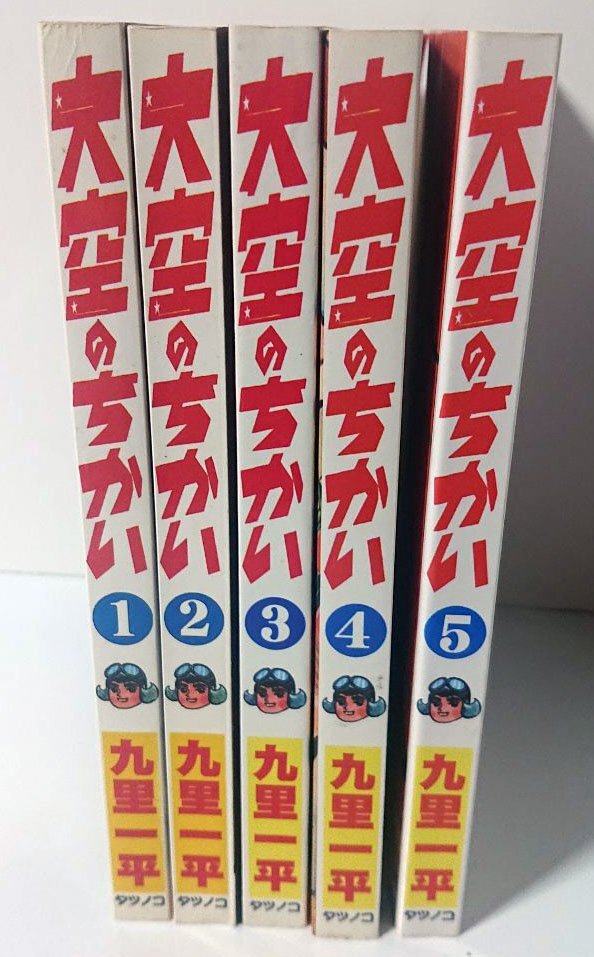 大空のちかい
1
九里一平
タツノコ
大空のちかい
2
九里一平
タツノコ
大空のちかい
3
九里一平
タツノコ
大空のちかい
4
九里一平
タツノコ
大空のちかい
5
九里一平
タツノコ